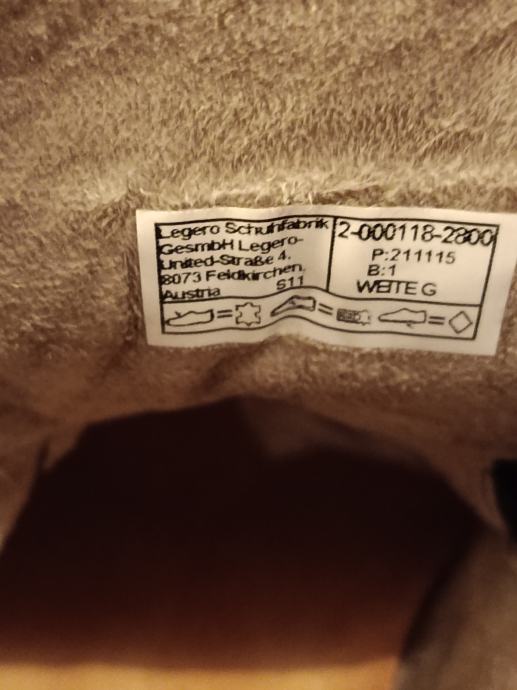 Legero Schuhfabrik
GesmbH Legero-
United-Straße 4,
8073 Feldkirchen,
Austria S11
2-000118-2800
P:211115
B:1
WEITE G
= = =